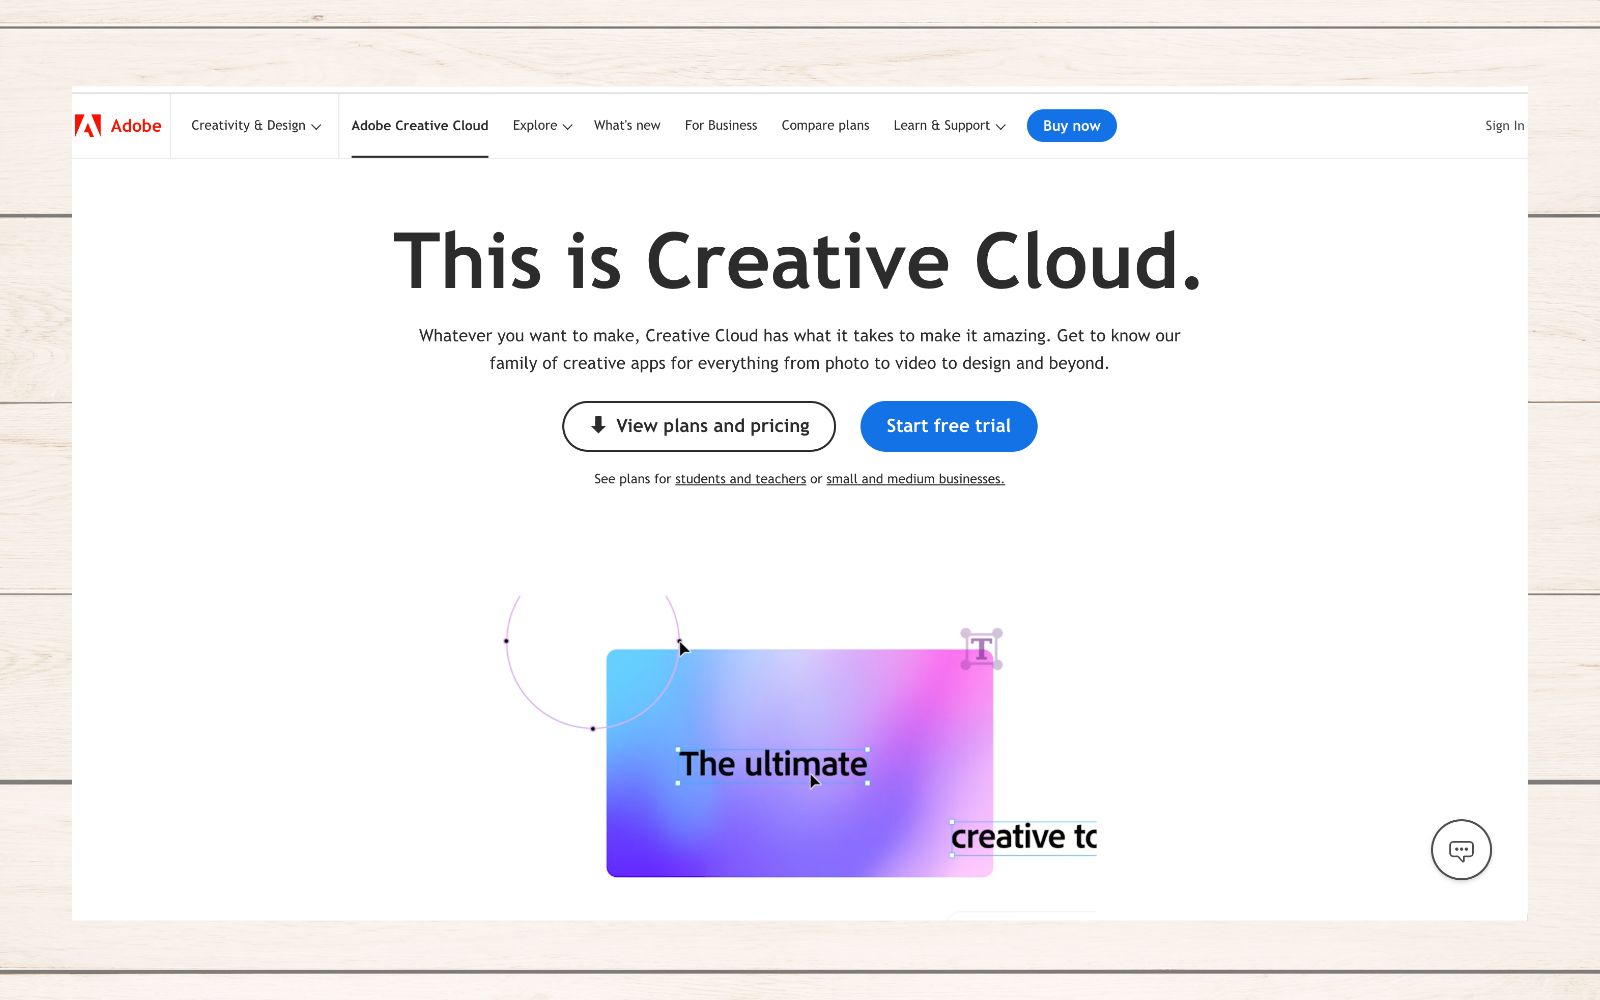 Adobe
Creativity & Design
Adobe Creative Cloud
Explore
What's new
For Business
Compare plans
Learn & Support
Buy now
Sign In
This is Creative Cloud.
Whatever you want to make, Creative Cloud has what it takes to make it amazing. Get to know our
family of creative apps for everything from photo to video to design and beyond.
View plans and pricing
Start free trial
See plans for students and teachers or small and medium businesses.
T
The ultimate
creative